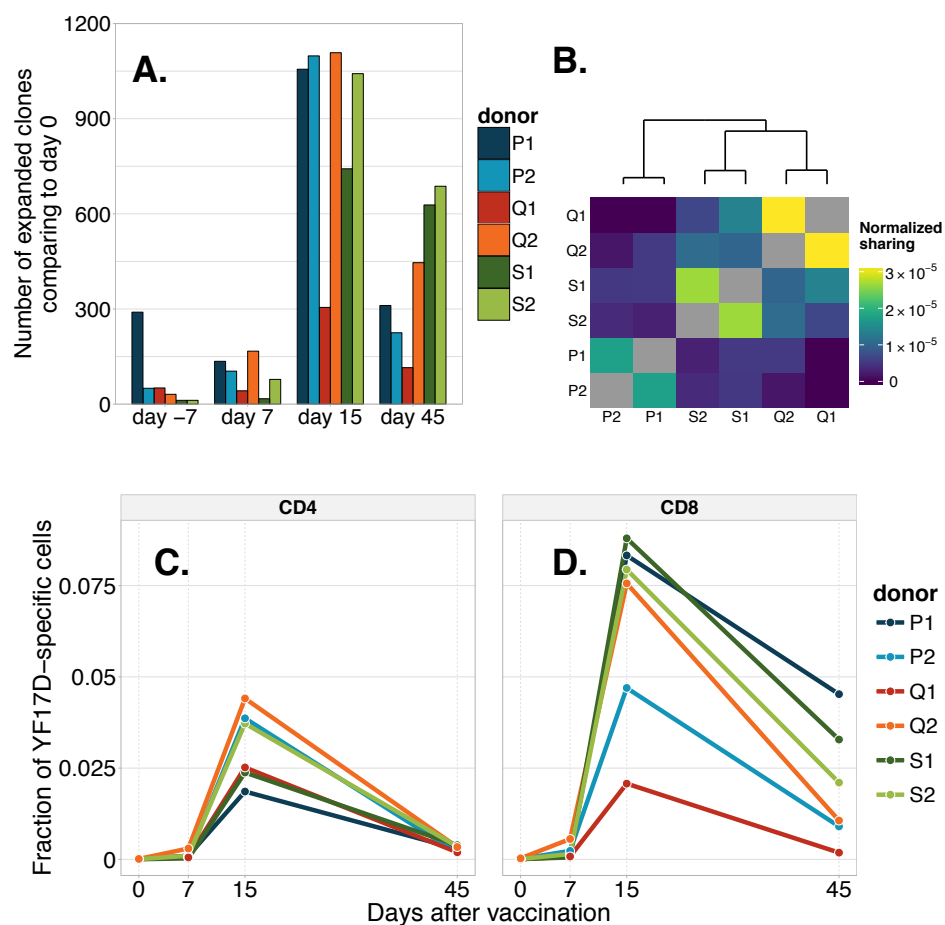 A.
Number of expanded clones
comparing to day 0
1200
900
600
300
0
day −7 day 7 day 15 day 45
donor
P1
P2
Q1
Q2
S1
S2
B.
Q1
Q2
S1
S2
P1
P2
P2 P1 S2 S1 Q2 Q1
Normalized
sharing
3 × 10⁻⁵
2 × 10⁻⁵
1 × 10⁻⁵
0
CD4 CD8
C. D.
Fraction of YF17D−specific cells
0.075
0.05
0.025
0
0 7 15 45 0 7 15 45
Days after vaccination
donor
P1
P2
Q1
Q2
S1
S2